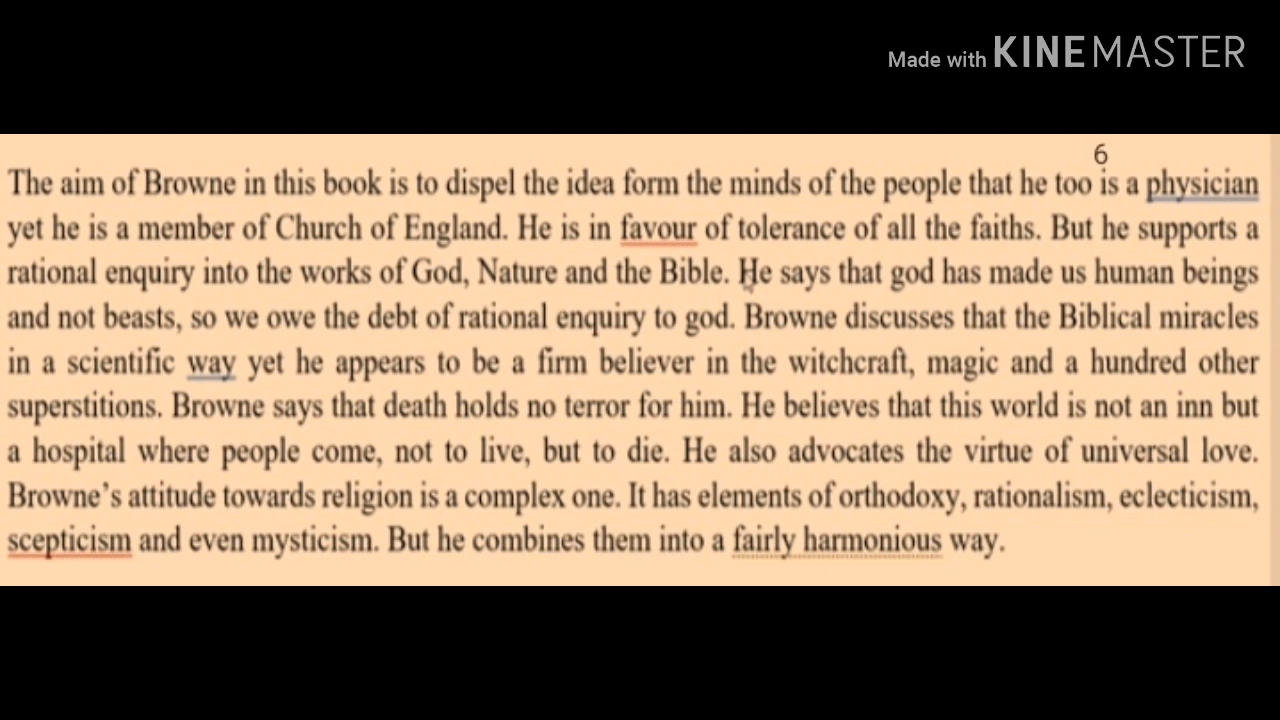 Made with KINEMASTER
6
The aim of Browne in this book is to dispel the idea form the minds of the people that he too is a physician
yet he is a member of Church of England. He is in favour of tolerance of all the faiths. But he supports a
rational enquiry into the works of God, Nature and the Bible. He says that god has made us human beings
and not beasts, so we owe the debt of rational enquiry to god. Browne discusses that the Biblical miracles
in a scientific way yet he appears to be a firm believer in the witchcraft, magic and a hundred other
superstitions. Browne says that death holds no terror for him. He believes that this world is not an inn but
a hospital where people come, not to live, but to die. He also advocates the virtue of universal love.
Browne's attitude towards religion is a complex one. It has elements of orthodoxy, rationalism, eclecticism,
scepticism and even mysticism. But he combines them into a fairly harmonious way.